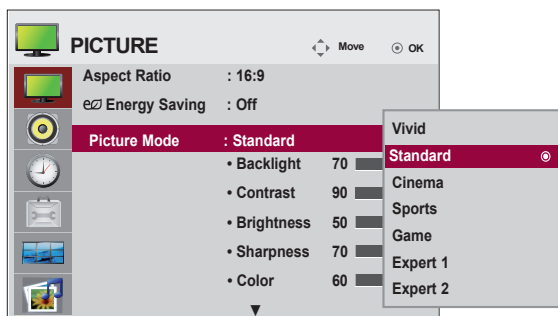 PICTURE
Move
OK
Aspect Ratio : 16:9
Energy Saving : Off
Picture Mode : Standard
• Backlight 70
• Contrast 90
• Brightness 50
• Sharpness 70
• Color 60
▼
Vivid
Standard
Cinema
Sports
Game
Expert 1
Expert 2